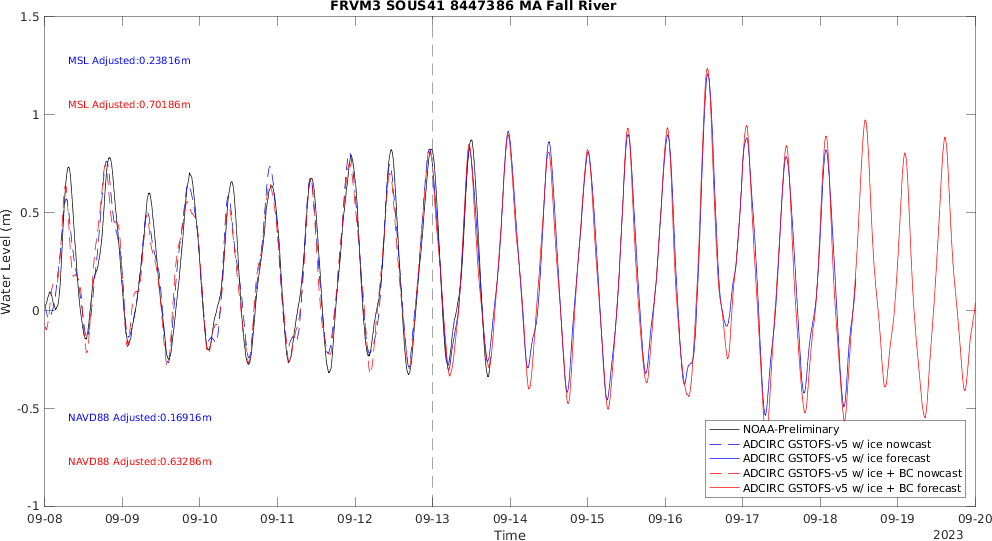 FRVM3 SOUS41 8447386 MA Fall River
1.5
MSL Adjusted:0.23816m
MSL Adjusted:0.70186m
1
0.5
Water Level (m)
0
-0.5
NAVD88 Adjusted:0.16916m
NAVD88 Adjusted:0.63286m
NOAA-Preliminary
ADCIRC GSTOFS-v5 w/ ice nowcast
ADCIRC GSTOFS-v5 w/ ice forecast
ADCIRC GSTOFS-v5 w/ ice + BC nowcast
ADCIRC GSTOFS-v5 w/ ice + BC forecast
-1
09-08 09-09 09-10 09-11 09-12 09-13 09-14 09-15 09-16 09-17 09-18 09-19 09-20
Time
2023